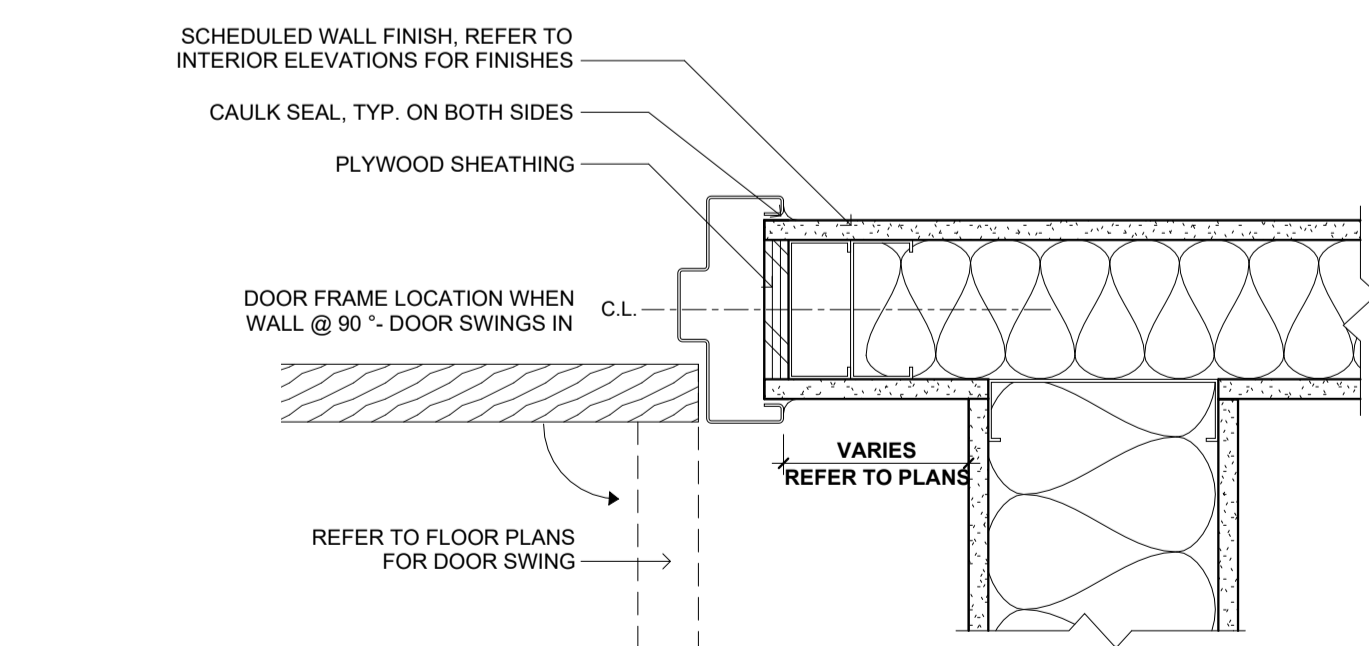 SCHEDULED WALL FINISH, REFER TO
INTERIOR ELEVATIONS FOR FINISHES
CAULK SEAL, TYP. ON BOTH SIDES
PLYWOOD SHEATHING
DOOR FRAME LOCATION WHEN
WALL @ 90 °- DOOR SWINGS IN
C.L.
VARIES
REFER TO PLANS
REFER TO FLOOR PLANS
FOR DOOR SWING